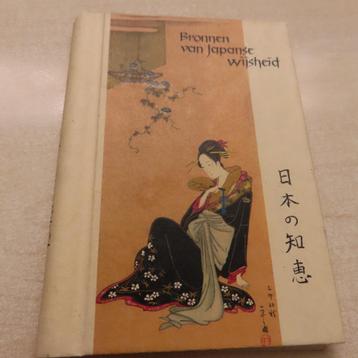 Bronnen
van Japanse
wijsheid
日本の知恵